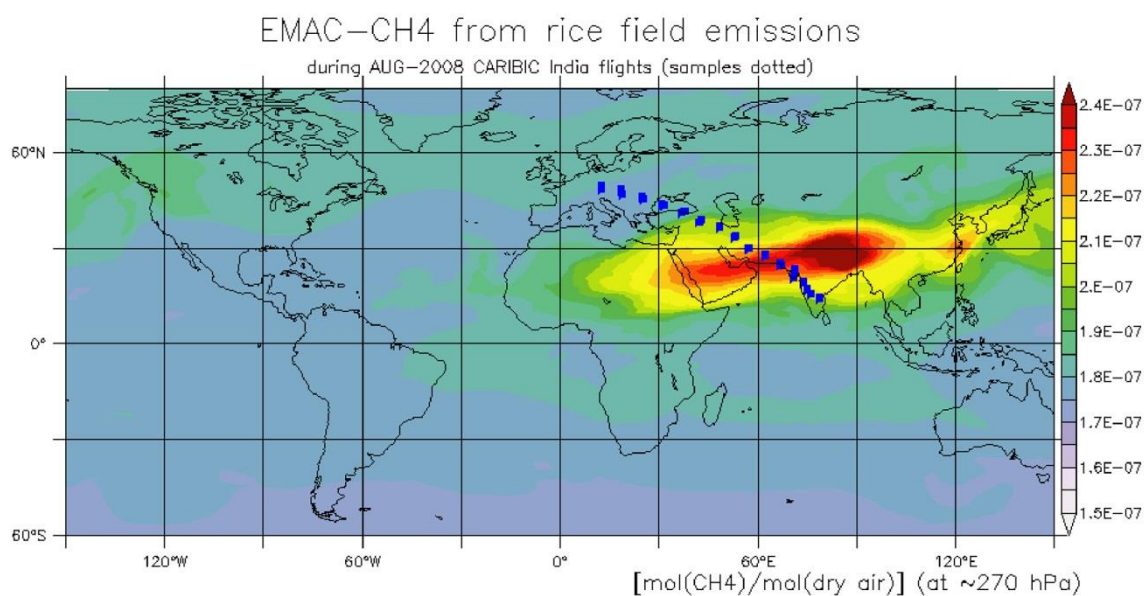 EMAC-CH4 from rice field emissions
during AUG-2008 CARIBIC India flights (samples dotted)
2.4E-07
2.3E-07
60°N
2.2E-07
2.1E-07
2.E-07
1.9E-07
0°
1.8E-07
1.7E-07
1.6E-07
1.5E-07
60°S
120°W
60°W
0°
60°E
120°E
[mol(CH4)/mol(dry air)] (at ~270 hPa)